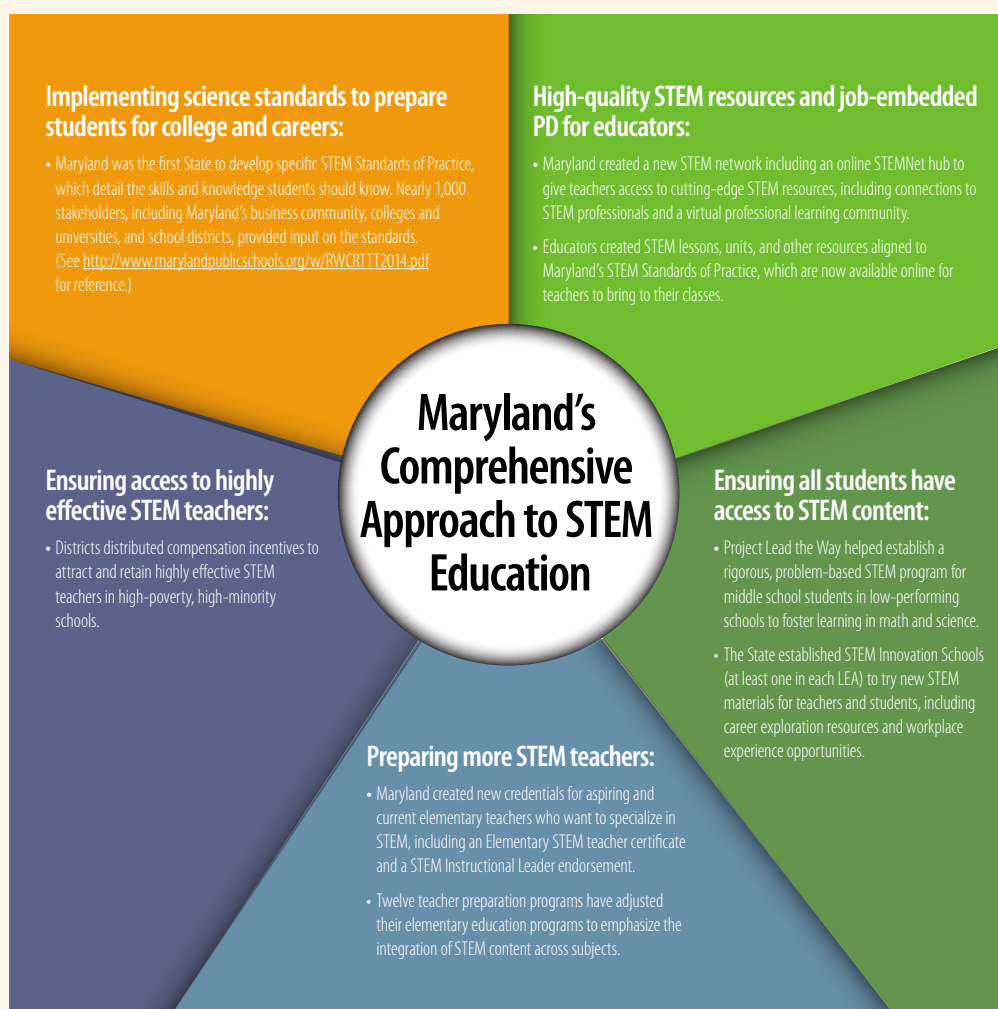 Implementing science standards to prepare
students for college and careers:
• Maryland was the first State to develop specific STEM Standards of Practice,
which detail the skills and knowledge students should know. Nearly 1,000
stakeholders, including Maryland's business community, colleges and
universities, and school districts, provided input on the standards.
(See http://www.marylandpublicschools.org/w/RWCRTTT2014.pdf
for reference.)
High-quality STEM resources and job-embedded
PD for educators:
• Maryland created a new STEM network including an online STEMNet hub to
give teachers access to cutting-edge STEM resources, including connections to
STEM professionals and a virtual professional learning community.
• Educators created STEM lessons, units, and other resources aligned to
Maryland's STEM Standards of Practice, which are now available online for
teachers to bring to their classes.
Maryland's
Comprehensive
Approach to STEM
Education
Ensuring access to highly
effective STEM teachers:
• Districts distributed compensation incentives to
attract and retain highly effective STEM
teachers in high-poverty, high-minority
schools.
Ensuring all students have
access to STEM content:
• Project Lead the Way helped establish a
rigorous, problem-based STEM program for
middle school students in low-performing
schools to foster learning in math and science.
• The State established STEM Innovation Schools
(at least one in each LEA) to try new STEM
materials for teachers and students, including
career exploration resources and workplace
experience opportunities.
Preparing more STEM teachers:
• Maryland created new credentials for aspiring and
current elementary teachers who want to specialize in
STEM, including an Elementary STEM teacher certificate
and a STEM Instructional Leader endorsement.
• Twelve teacher preparation programs have adjusted
their elementary education programs to emphasize the
integration of STEM content across subjects.